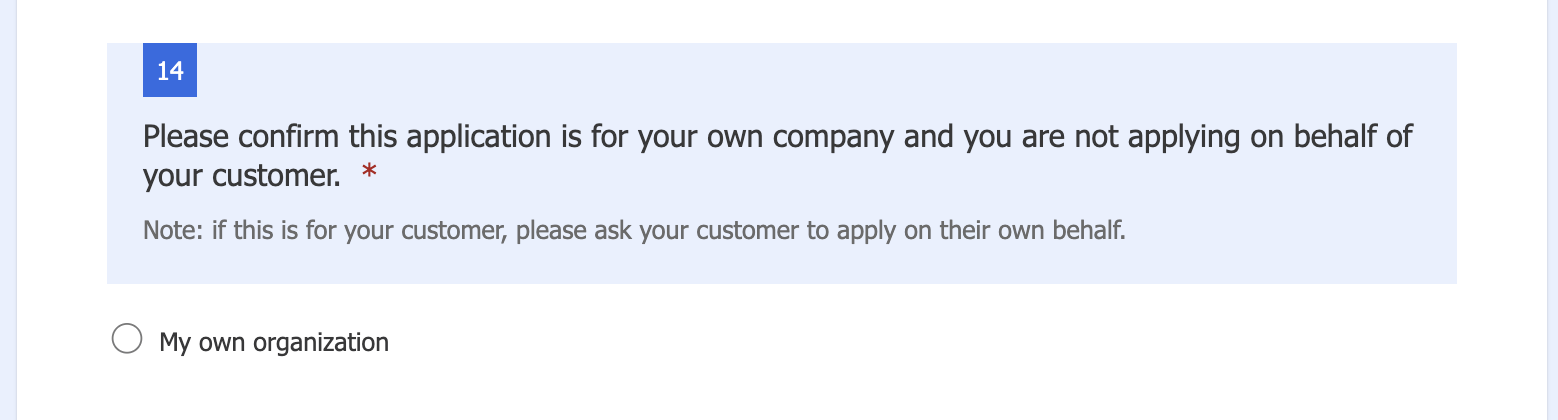 14
Please confirm this application is for your own company and you are not applying on behalf of
your customer. *
Note: if this is for your customer, please ask your customer to apply on their own behalf.
My own organization